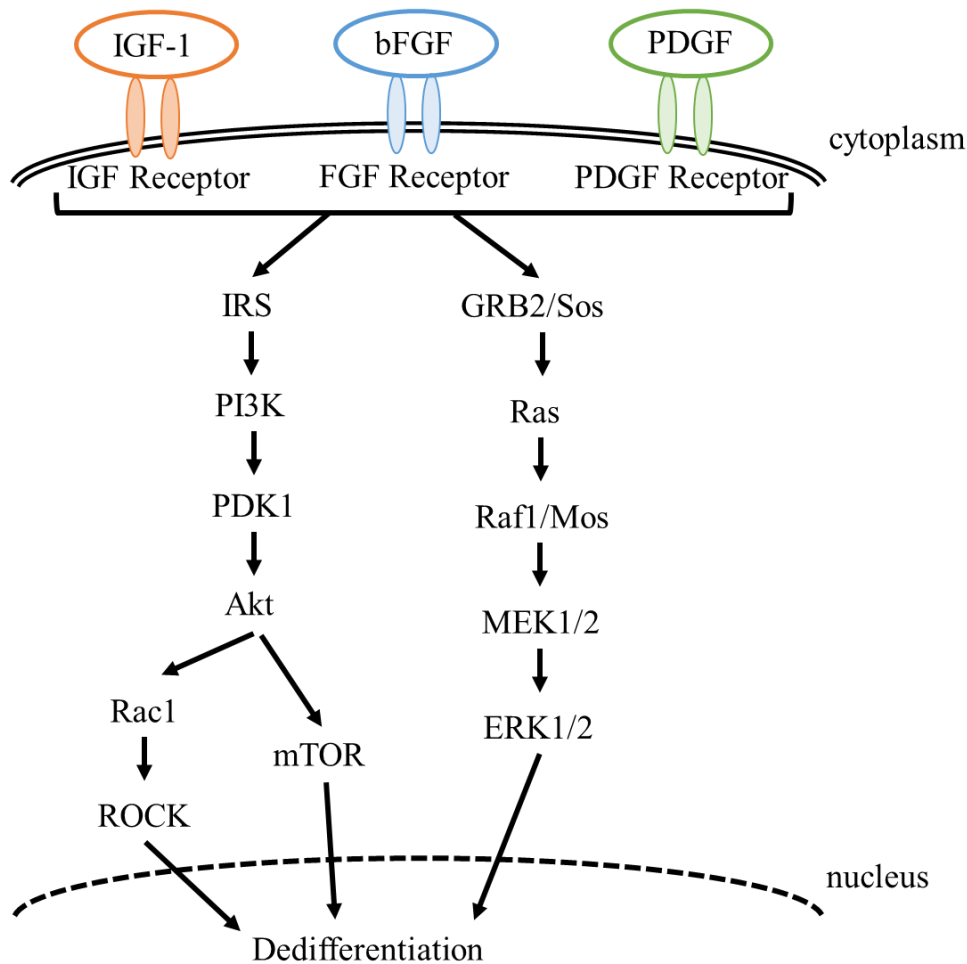 IGF-1
bFGF
PDGF
cytoplasm
IGF Receptor
FGF Receptor
PDGF Receptor
IRS
GRB2/Sos
PI3K
Ras
PDK1
Raf1/Mos
Akt
MEK1/2
Rac1
mTOR
ERK1/2
ROCK
nucleus
Dedifferentiation